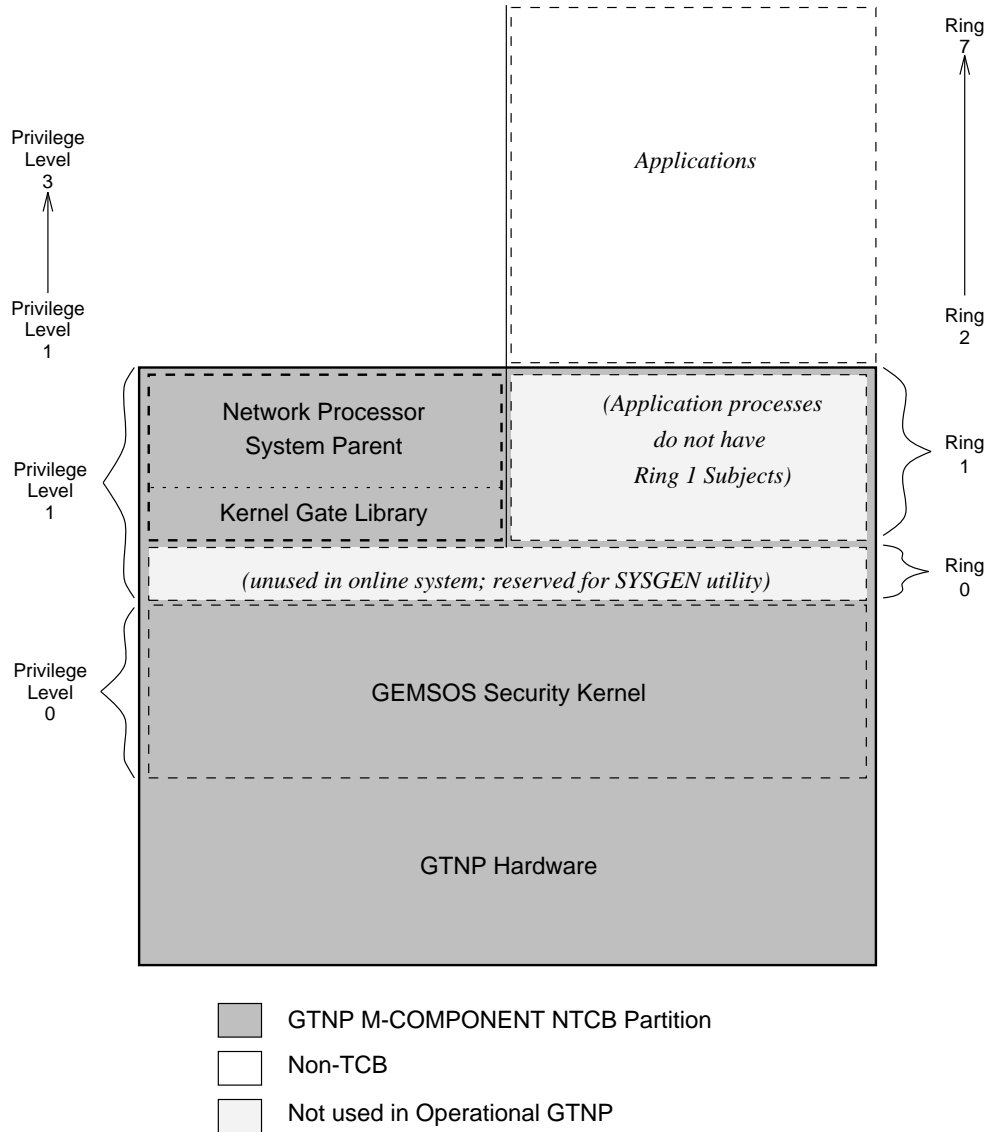 Ring
7
Privilege
Level
3
Applications
Privilege
Level
1
Ring
2
Network Processor
System Parent
(Application processes
do not have
Ring 1 Subjects)
Ring
1
Privilege
Level
1
Kernel Gate Library
(unused in online system; reserved for SYSGEN utility)
Ring
0
Privilege
Level
0
GEMSOS Security Kernel
GTNP Hardware
GTNP M-COMPONENT NTCB Partition
Non-TCB
Not used in Operational GTNP